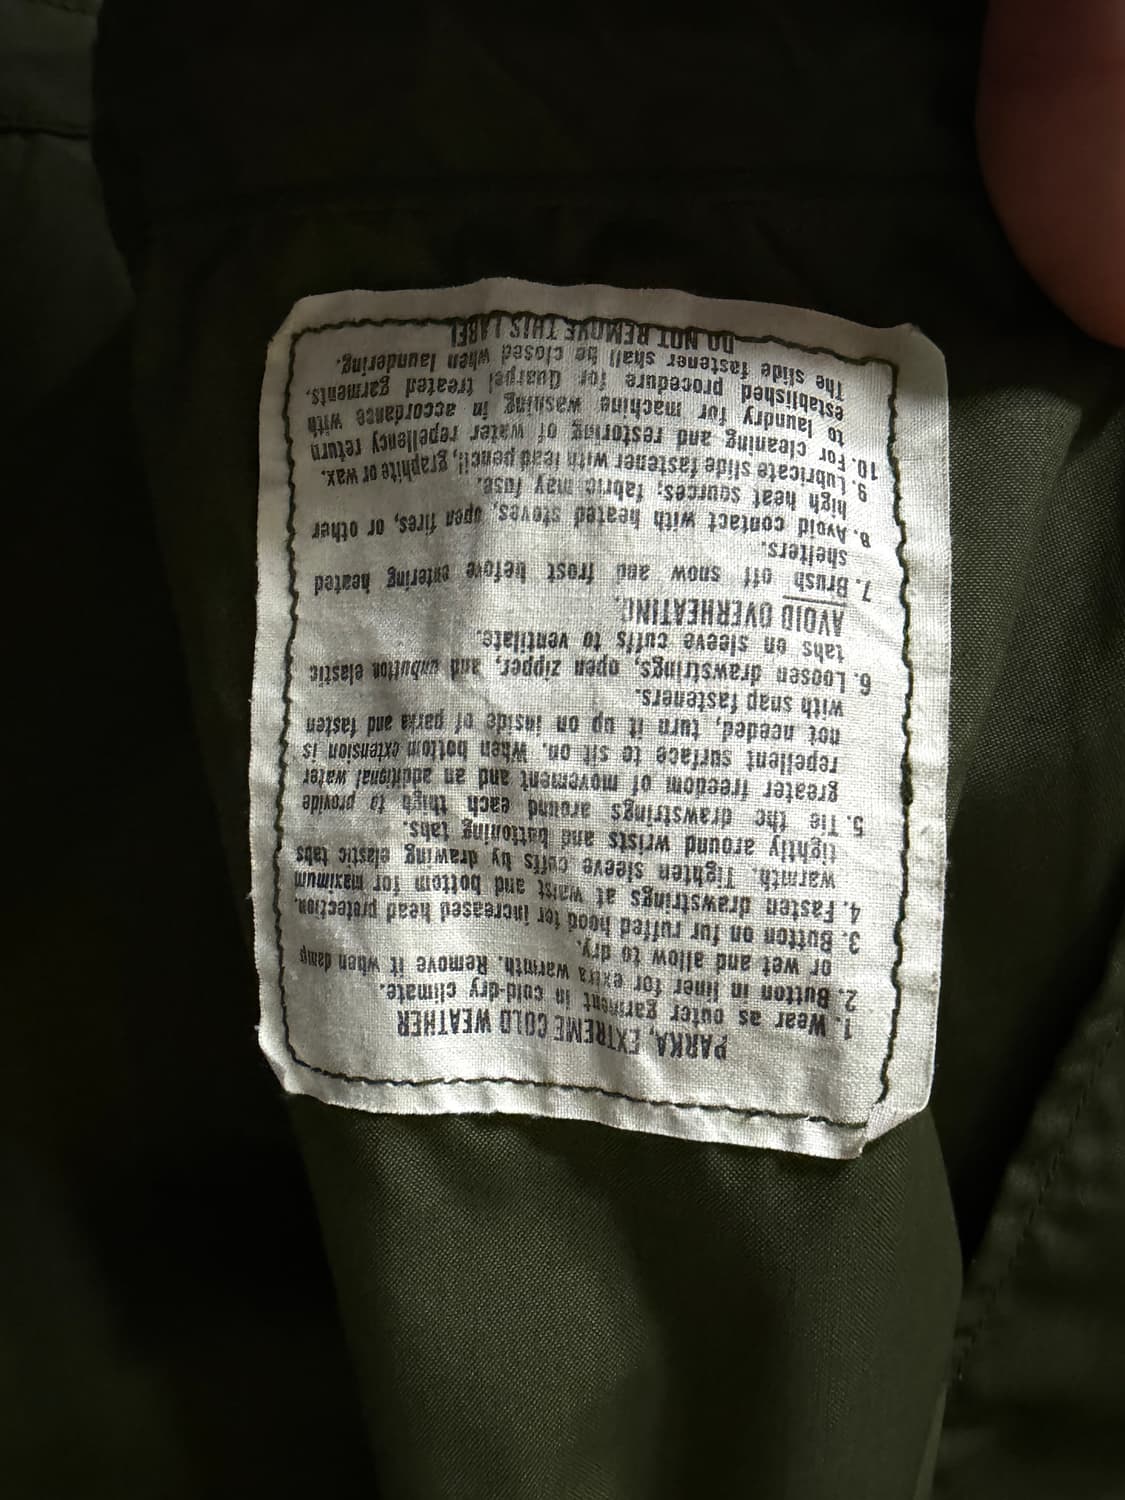 PARKA, EXTREME COLD WEATHER
1. Wear as outer garment in cold-dry climate.
2. Button in liner for extra warmth. Remove it when damp
or wet and allow to dry.
3. Button on fur ruffed hood for increased head protection.
4. Fasten drawstrings at waist and bottom for maximum
warmth. Tighten sleeve cuffs by drawing elastic tabs
tightly around wrists and buttoning tabs.
5. Tie the drawstrings around each thigh to provide
greater freedom of movement and an additional water
repellent surface to sit on. When bottom extension is
not needed, turn it up on inside of parka and fasten
with snap fasteners.
6. Loosen drawstrings, open zipper, and unbutton elastic
tabs on sleeve cuffs to ventilate.
AVOID OVERHEATING.
7. Brush off snow and frost before entering heated
shelters.
8. Avoid contact with heated stoves, open fires, or other
high heat sources; fabric may fuse.
9. Lubricate slide fastener with lead pencil, graphite or wax.
10. For cleaning and restoring of water repellency return
to laundry for machine washing in accordance with
established procedure for Quarpel treated garments.
The slide fastener shall be closed when laundering.
DO NOT REMOVE THIS LABEL